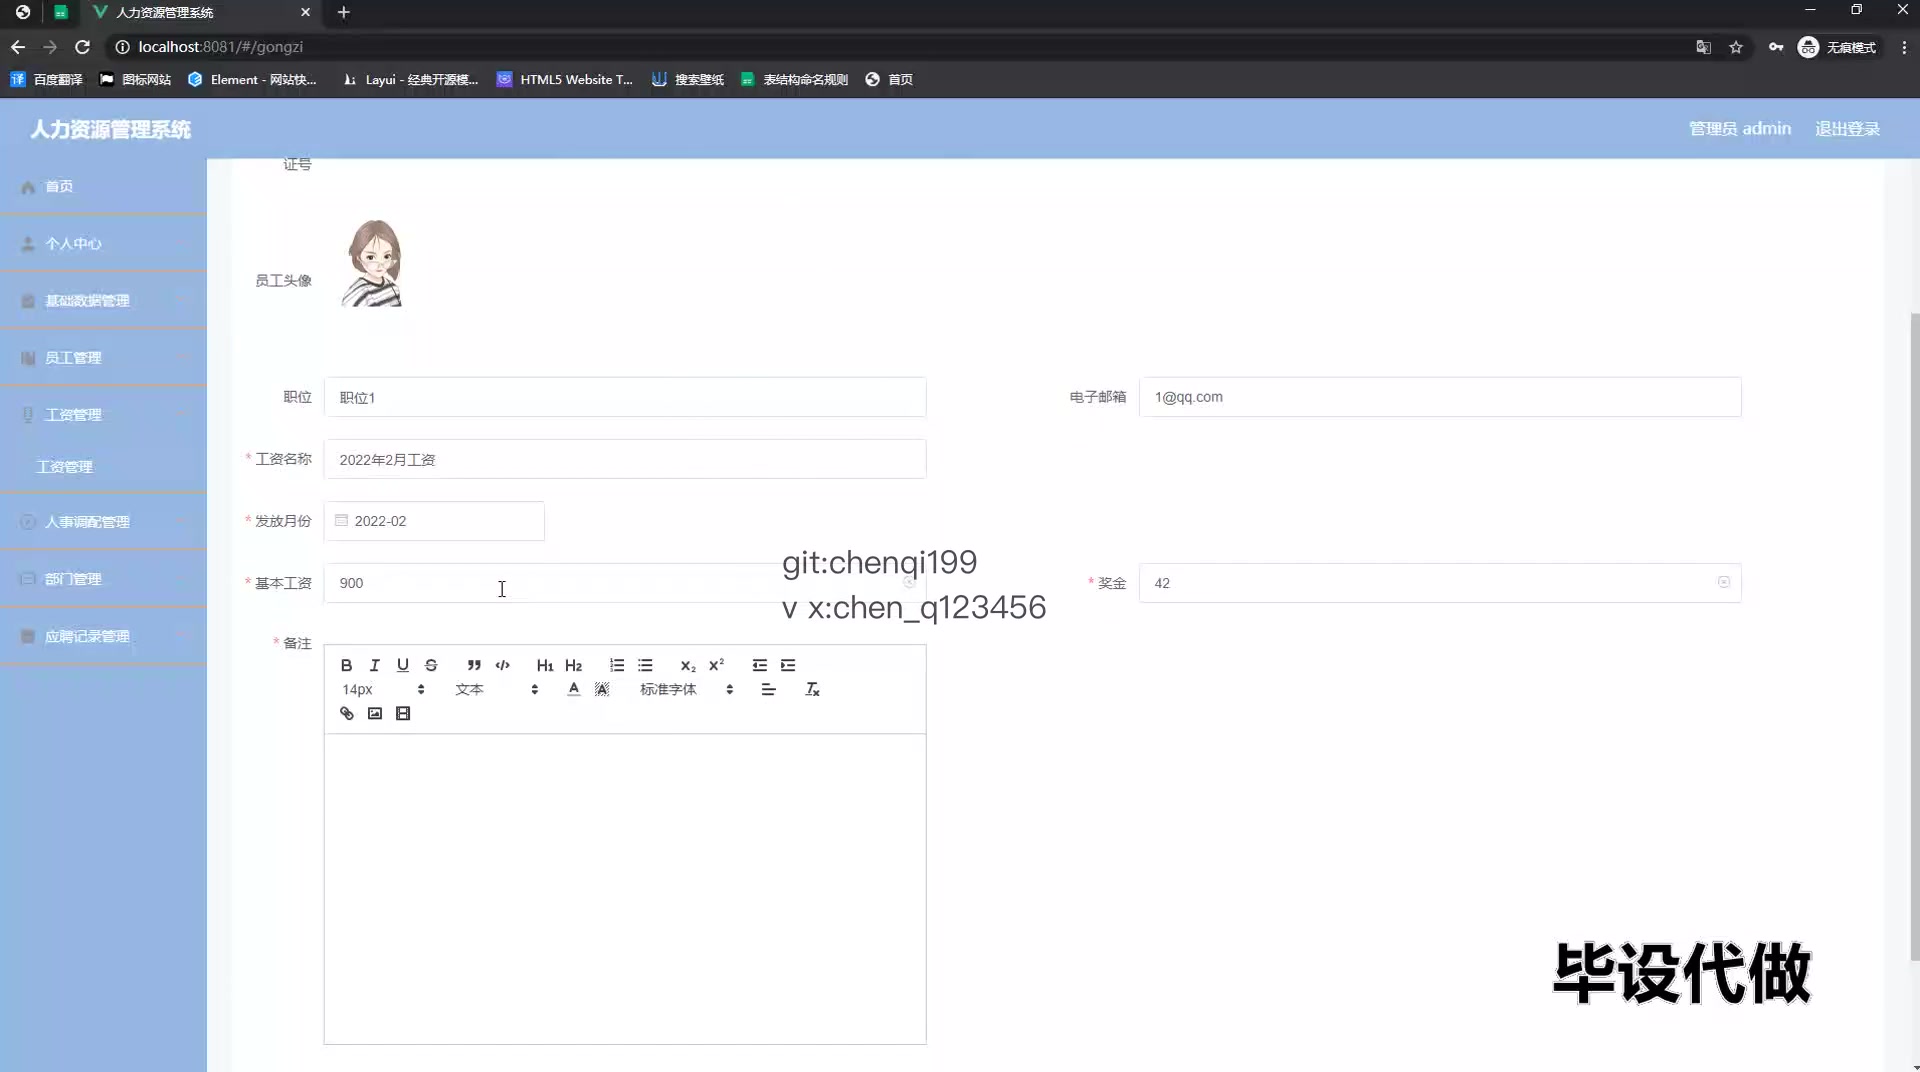 人力资源管理系统
localhost:8081/#/gongzi
无痕模式
百度翻译
图标网站
Element - 网站快...
Layui - 经典开源模...
HTML5 Website T...
搜索壁纸
表结构命名规则
首页
人力资源管理系统
管理员 admin
退出登录
首页
个人中心
基础数据管理
员工管理
工资管理
工资管理
人事调配管理
部门管理
应聘记录管理
证号
员工头像
职位
职位1
电子邮箱
1@qq.com
* 工资名称
2022年2月工资
* 发放月份
2022-02
* 基本工资
900
* 奖金
42
git:chenqi199
v x:chen_q123456
* 备注
B I U S H1 H2 X2 X2
14px
文本
A
A
标准字体
毕设代做